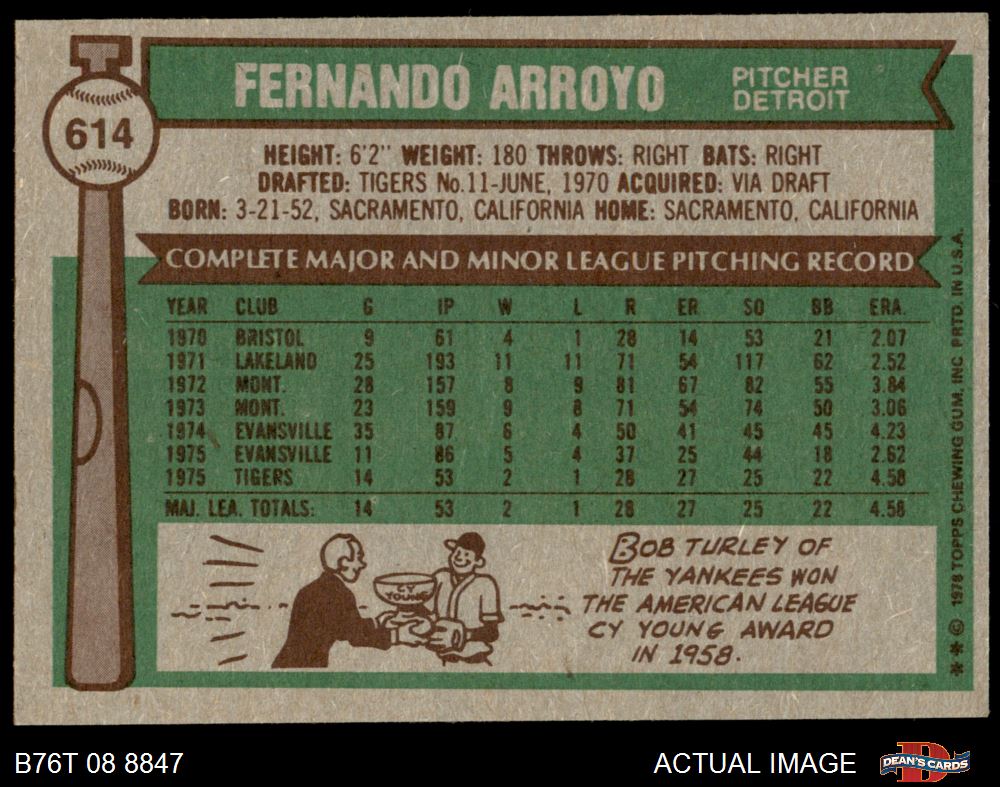 FERNANDO ARROYO
PITCHER
DETROIT
614
HEIGHT: 6'2" WEIGHT: 180 THROWS: RIGHT BATS: RIGHT
DRAFTED: TIGERS No.11-JUNE, 1970 ACQUIRED: VIA DRAFT
BORN: 3-21-52, SACRAMENTO, CALIFORNIA HOME: SACRAMENTO, CALIFORNIA
COMPLETE MAJOR AND MINOR LEAGUE PITCHING RECORD
YEAR CLUB G IP W L R ER SO BB ERA.
1970 BRISTOL 9 61 4 1 28 14 53 21 2.07
1971 LAKELAND 25 193 11 11 71 54 117 62 2.52
1972 MONT. 28 157 8 9 81 67 82 55 3.84
1973 MONT. 23 159 9 8 71 54 74 50 3.06
1974 EVANSVILLE 35 87 6 4 50 41 45 45 4.23
1975 EVANSVILLE 11 86 5 4 37 25 44 18 2.62
1975 TIGERS 14 53 2 1 28 27 25 22 4.58
MAJ. LEA. TOTALS: 14 53 2 1 28 27 25 22 4.58
CY
YOUNG
BOB TURLEY OF
THE YANKEES WON
THE AMERICAN LEAGUE
CY YOUNG AWARD
IN 1958.
** © 1976 TOPPS CHEWING GUM, INC. PRTD. IN U.S.A.
B76T 08 8847
ACTUAL IMAGE
DEAN'S CARDS